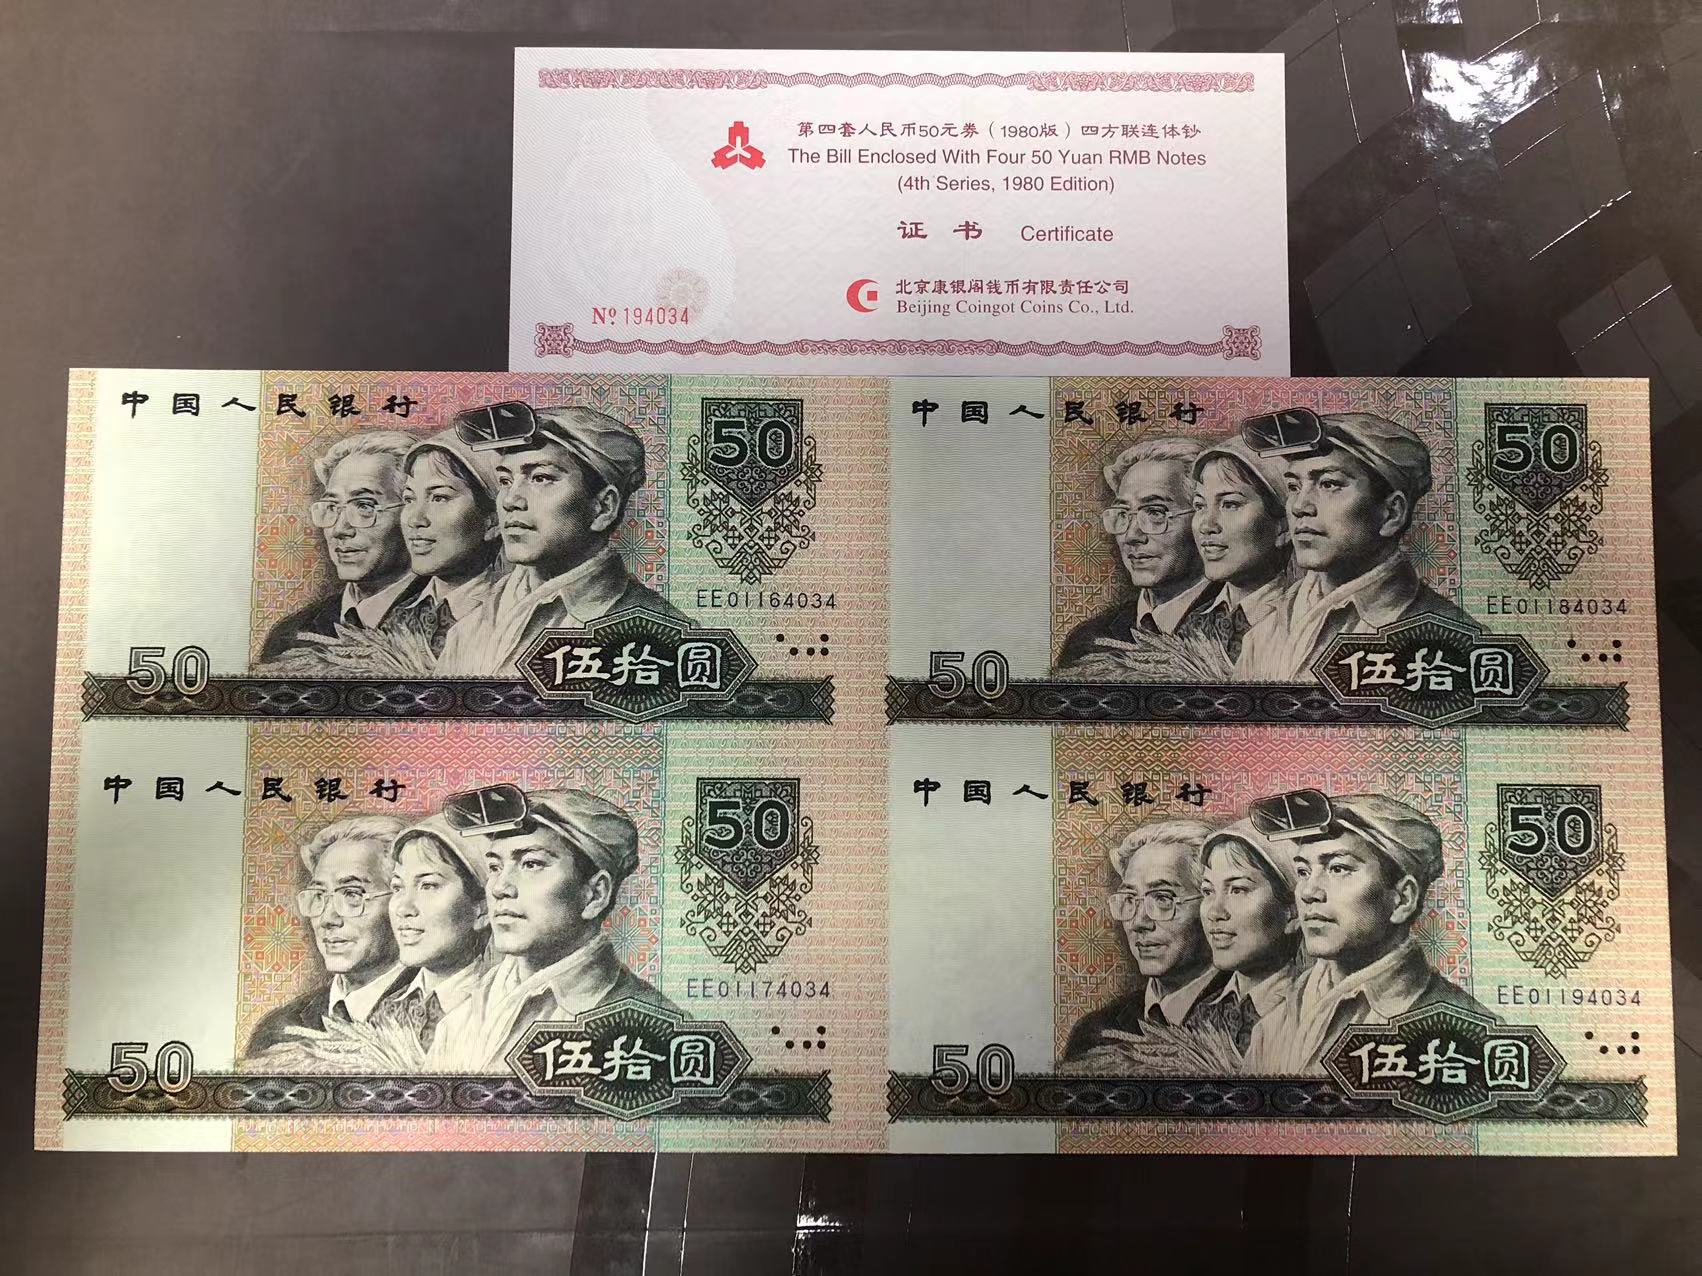 第四套人民币50元券（1980版）四方联连体钞
The Bill Enclosed With Four 50 Yuan RMB Notes
(4th Series, 1980 Edition)
证书 Certificate
北京康银阁钱币有限责任公司
Beijing Coingot Coins Co., Ltd.
Nº 194034
中国人民银行
50
EE01164034
50
伍拾圆
中国人民银行
50
EE01184034
50
伍拾圆
中国人民银行
50
EE01174034
50
伍拾圆
中国人民银行
50
EE01194034
50
伍拾圆